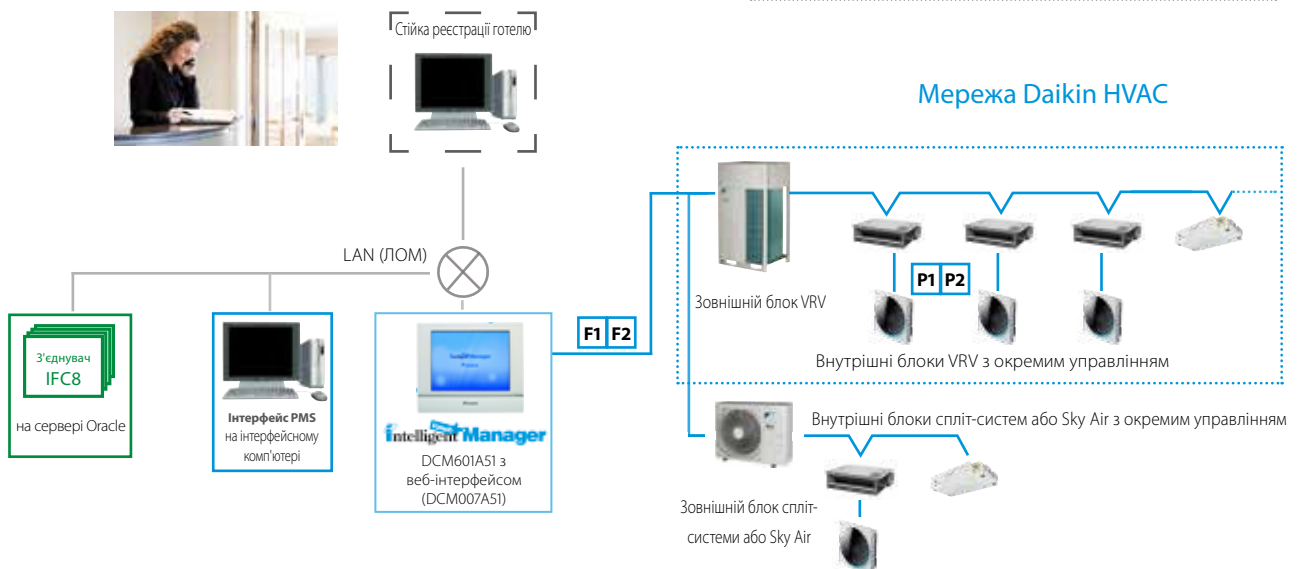 Стійка реєстрації готелю
Мережа Daikin HVAC
LAN (ЛОМ)
F1 F2
P1 P2
Зовнішній блок VRV
Внутрішні блоки VRV з окремим управлінням
З'єднувач
IFC8
на сервері Oracle
Інтерфейс PMS
на інтерфейсному
комп'ютері
intelligent Manager
DCM601A51 з
веб-інтерфейсом
(DCM007A51)
Внутрішні блоки спліт-систем або Sky Air з окремим управлінням
Зовнішній блок спліт-
системи або Sky Air